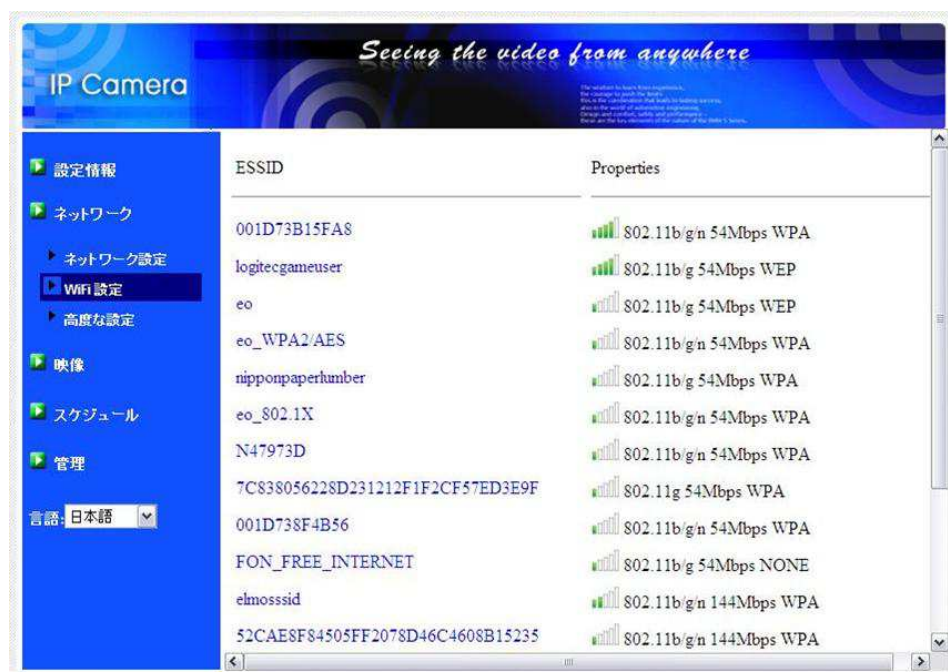 Seeing the video from anywhere
IP Camera
設定情報
ネットワーク
ネットワーク設定
WiFi 設定
高度な設定
映像
スケジュール
管理
言語: 日本語
ESSID Properties
001D73B15FA8 802.11b/g/n 54Mbps WPA
logitecgameuser 802.11b/g 54Mbps WEP
eo 802.11b/g 54Mbps WEP
eo_WPA2/AES 802.11b/g/n 54Mbps WPA
nipponpaperlumber 802.11b/g 54Mbps WPA
eo_802.1X 802.11b/g/n 54Mbps WPA
N47973D 802.11b/g/n 54Mbps WPA
7C838056228D231212F1F2CF57ED3E9F 802.11g 54Mbps WPA
001D738F4B56 802.11b/g/n 54Mbps WPA
FON_FREE_INTERNET 802.11b/g 54Mbps NONE
elmosssid 802.11b/g/n 144Mbps WPA
52CAE8F84505FF2078D46C4608B15235 802.11b/g/n 144Mbps WPA